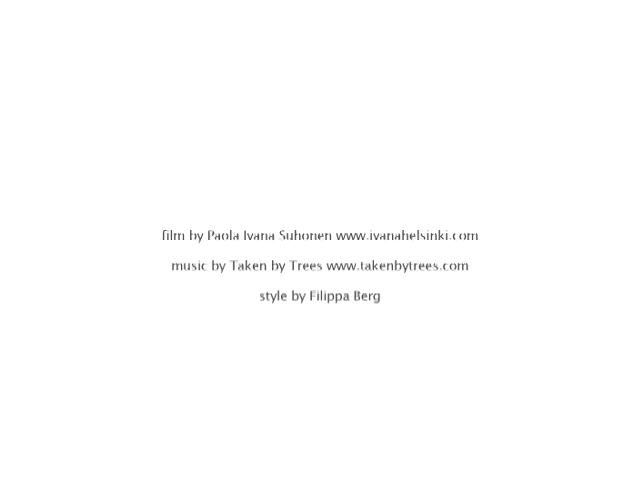 film by Paola Ivana Suhonen www.ivanahelsinki.com
music by Taken by Trees www.takenbytrees.com
style by Filippa Berg